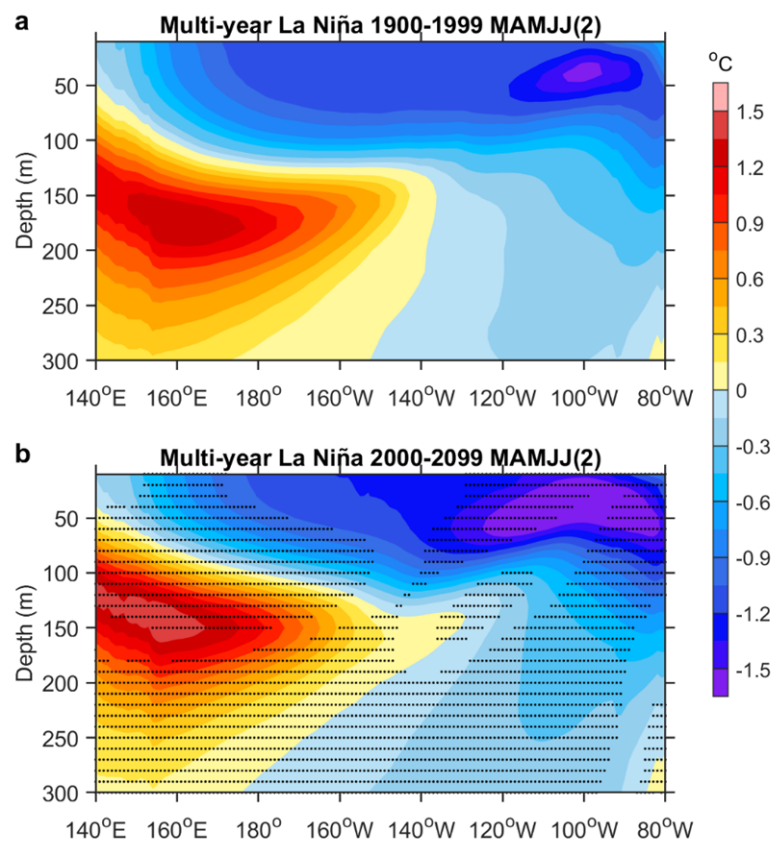 a
Multi-year La Niña 1900-1999 MAMJJ(2)
Depth (m)
50
100
150
200
250
300
140°E 160°E 180° 160°W 140°W 120°W 100°W 80°W
°C
1.5
1.2
0.9
0.6
0.3
0
-0.3
-0.6
-0.9
-1.2
-1.5
b
Multi-year La Niña 2000-2099 MAMJJ(2)
Depth (m)
50
100
150
200
250
300
140°E 160°E 180° 160°W 140°W 120°W 100°W 80°W